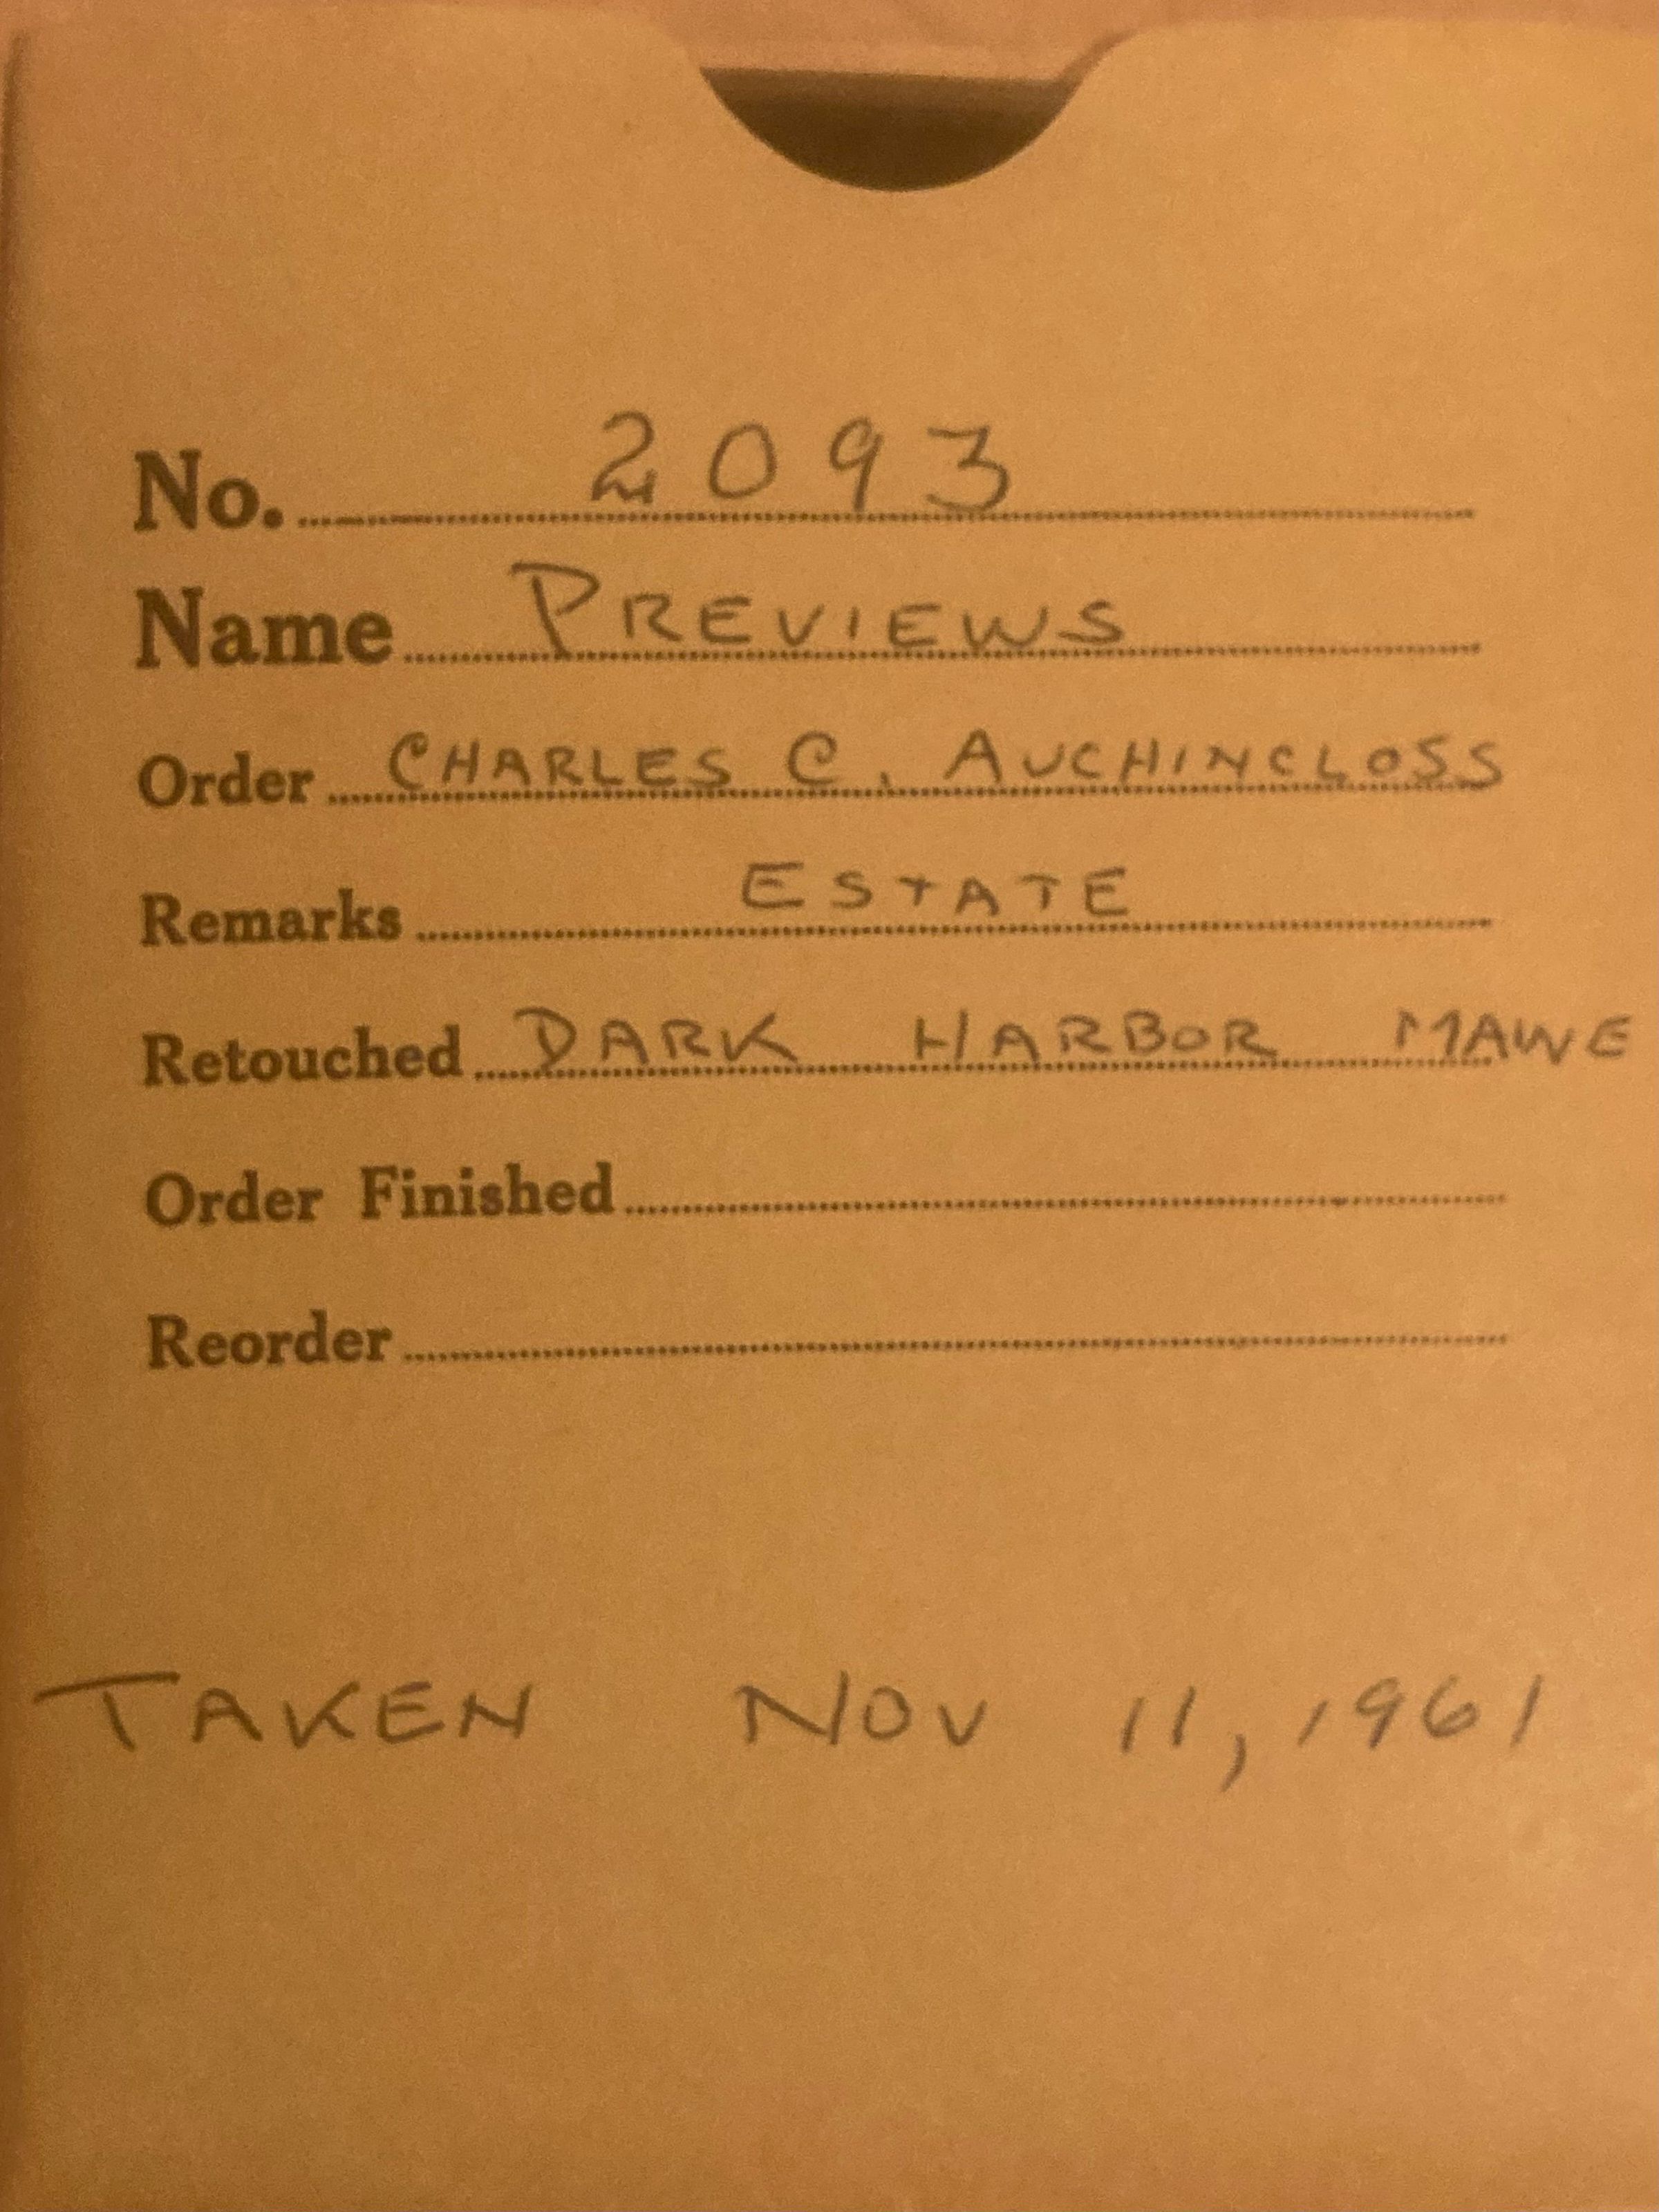 No. 2093
Name PREVIEWS
Order CHARLES C. AUCHINCLOSS
Remarks ESTATE
Retouched DARK HARBOR MAINE
Order Finished
Reorder
TAKEN NOV 11, 1961